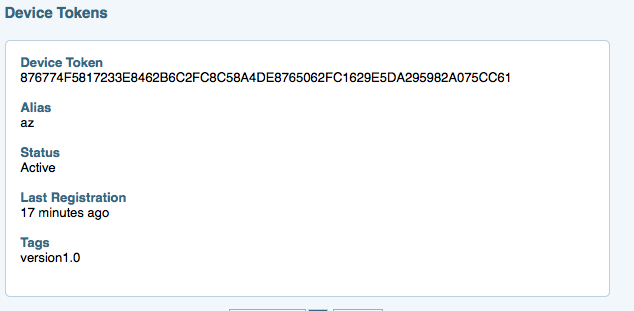 Device Tokens
Device Token
876774F5817233E8462B6C2FC8C58A4DE8765062FC1629E5DA295982A075CC61
Alias
az
Status
Active
Last Registration
17 minutes ago
Tags
version1.0